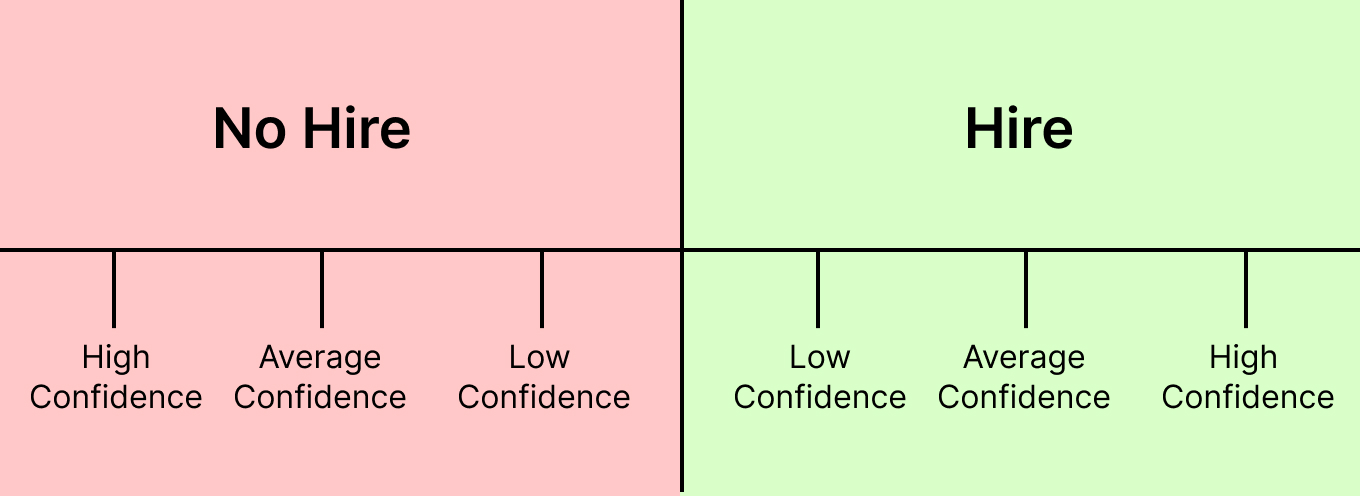 No Hire
Hire
High
Confidence
Average
Confidence
Low
Confidence
Low
Confidence
Average
Confidence
High
Confidence